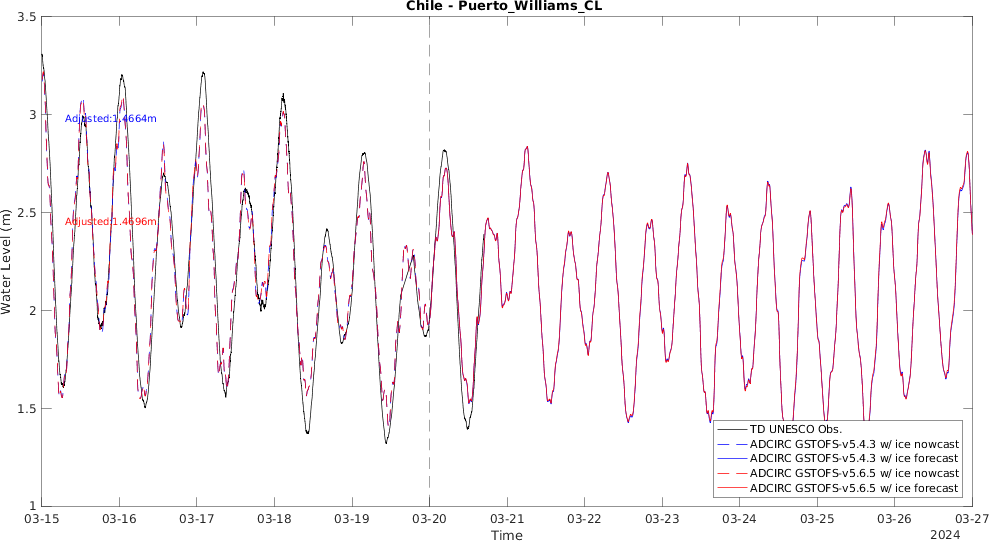 Chile - Puerto_Williams_CL
3.5
3
2.5
2
1.5
1
Water Level (m)
Adjusted:1.4664m
Adjusted:1.4696m
TD UNESCO Obs.
ADCIRC GSTOFS-v5.4.3 w/ ice nowcast
ADCIRC GSTOFS-v5.4.3 w/ ice forecast
ADCIRC GSTOFS-v5.6.5 w/ ice nowcast
ADCIRC GSTOFS-v5.6.5 w/ ice forecast
03-15 03-16 03-17 03-18 03-19 03-20 03-21 03-22 03-23 03-24 03-25 03-26 03-27
Time
2024